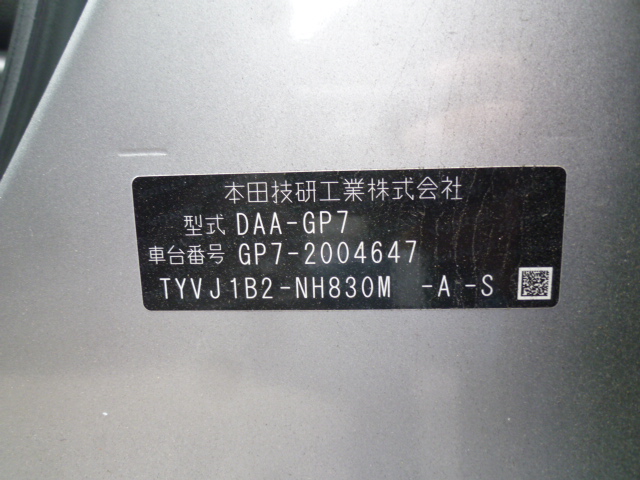 本田技研工業株式会社
型式 DAA-GP7
車台番号 GP7-2004647
TYVJ1B2-NH830M -A -S